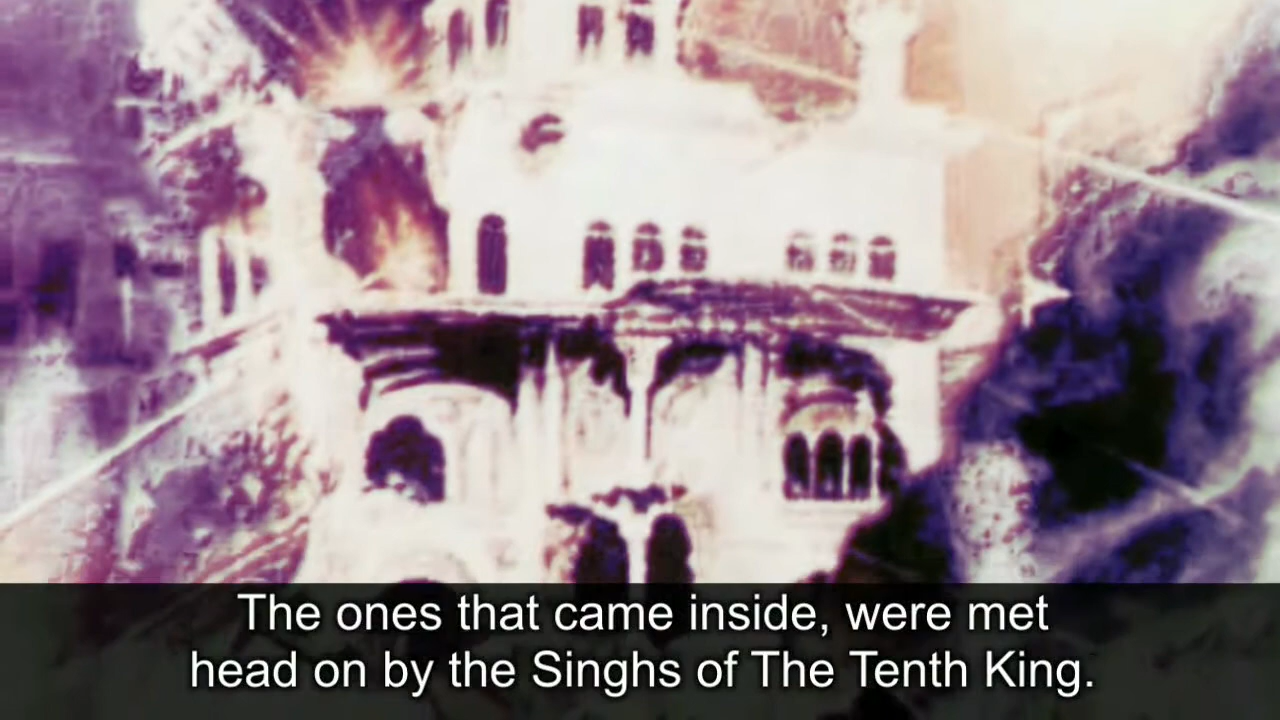 The ones that came inside, were met
head on by the Singhs of The Tenth King.